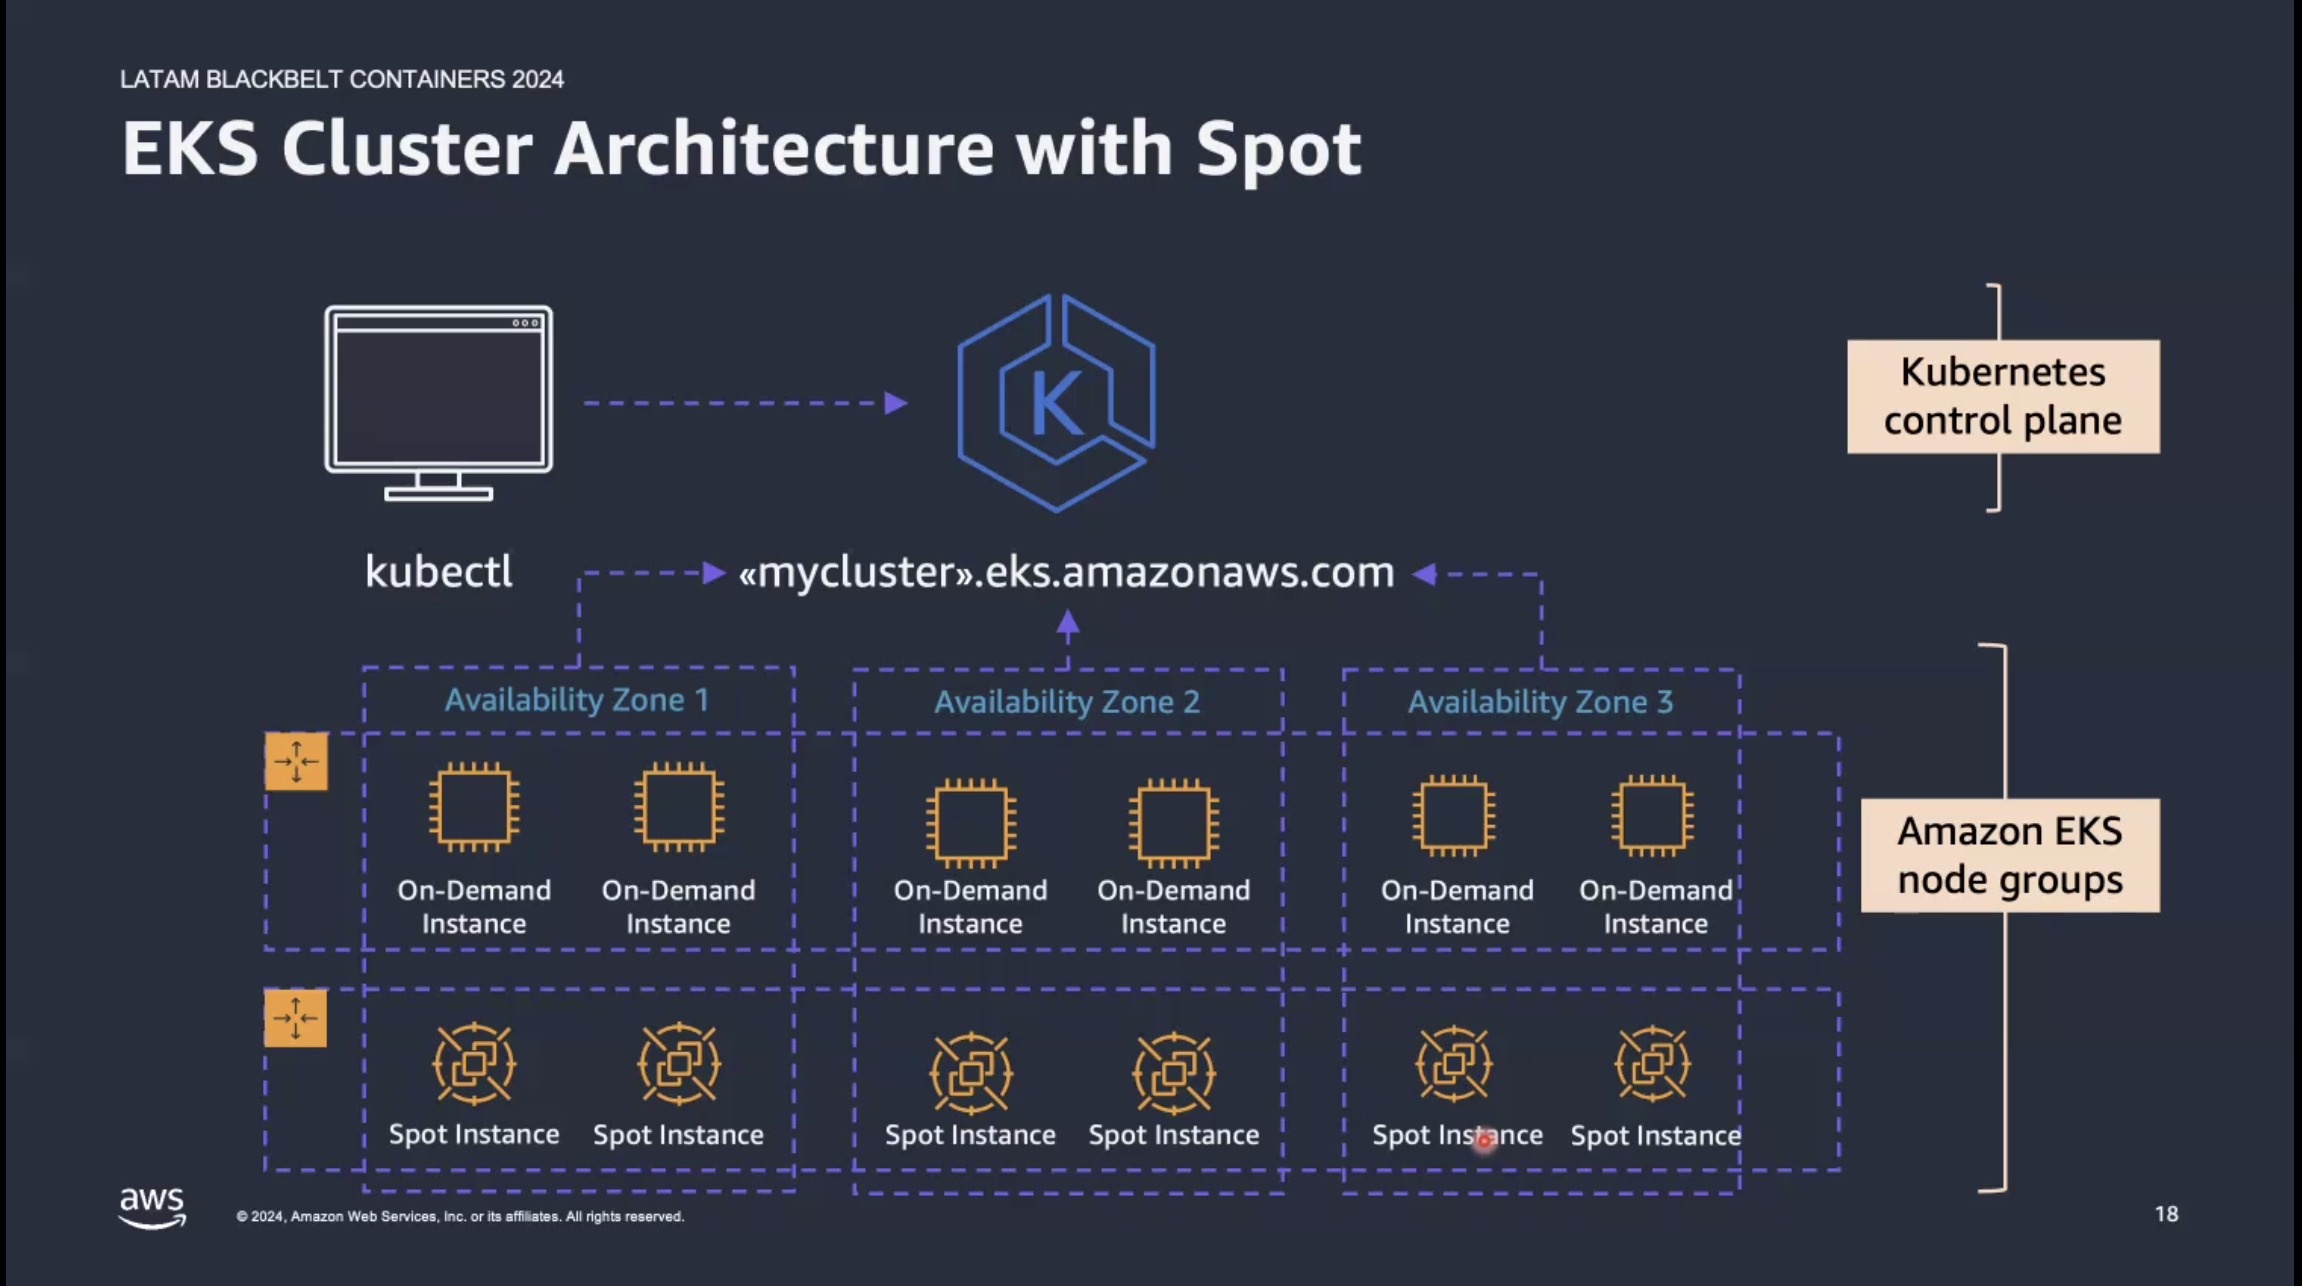 LATAM BLACKBELT CONTAINERS 2024
EKS Cluster Architecture with Spot
K
Kubernetes
control plane
kubectl
«mycluster».eks.amazonaws.com
Availability Zone 1
Availability Zone 2
Availability Zone 3
On-Demand
Instance
On-Demand
Instance
On-Demand
Instance
On-Demand
Instance
On-Demand
Instance
On-Demand
Instance
Amazon EKS
node groups
Spot Instance
Spot Instance
Spot Instance
Spot Instance
Spot Instance
Spot Instance
aws
© 2024, Amazon Web Services, Inc. or its affiliates. All rights reserved.
18